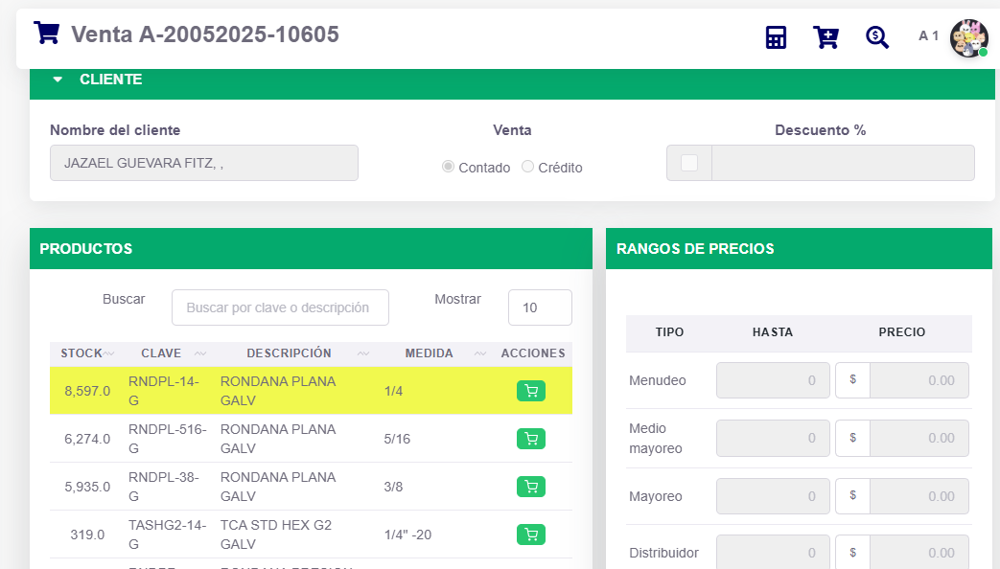 Venta A-20052025-10605
A 1
CLIENTE
Nombre del cliente
Venta
Descuento %
JAZAEL GUEVARA FITZ, ,
Contado
Crédito
PRODUCTOS
Buscar
Buscar por clave o descripción
Mostrar
10
STOCK CLAVE DESCRIPCIÓN MEDIDA ACCIONES
8,597.0 RNDPL-14- RONDANA PLANA 1/4
G GALV
6,274.0 RNDPL-516- RONDANA PLANA 5/16
G GALV
5,935.0 RNDPL-38- RONDANA PLANA 3/8
G GALV
319.0 TASHG2-14- TCA STD HEX G2 1/4" -20
G GALV
RANGOS DE PRECIOS
TIPO HASTA PRECIO
Menudeo 0 $ 0.00
Medio
mayoreo 0 $ 0.00
Mayoreo 0 $ 0.00
Distribuidor 0 $ 0.00